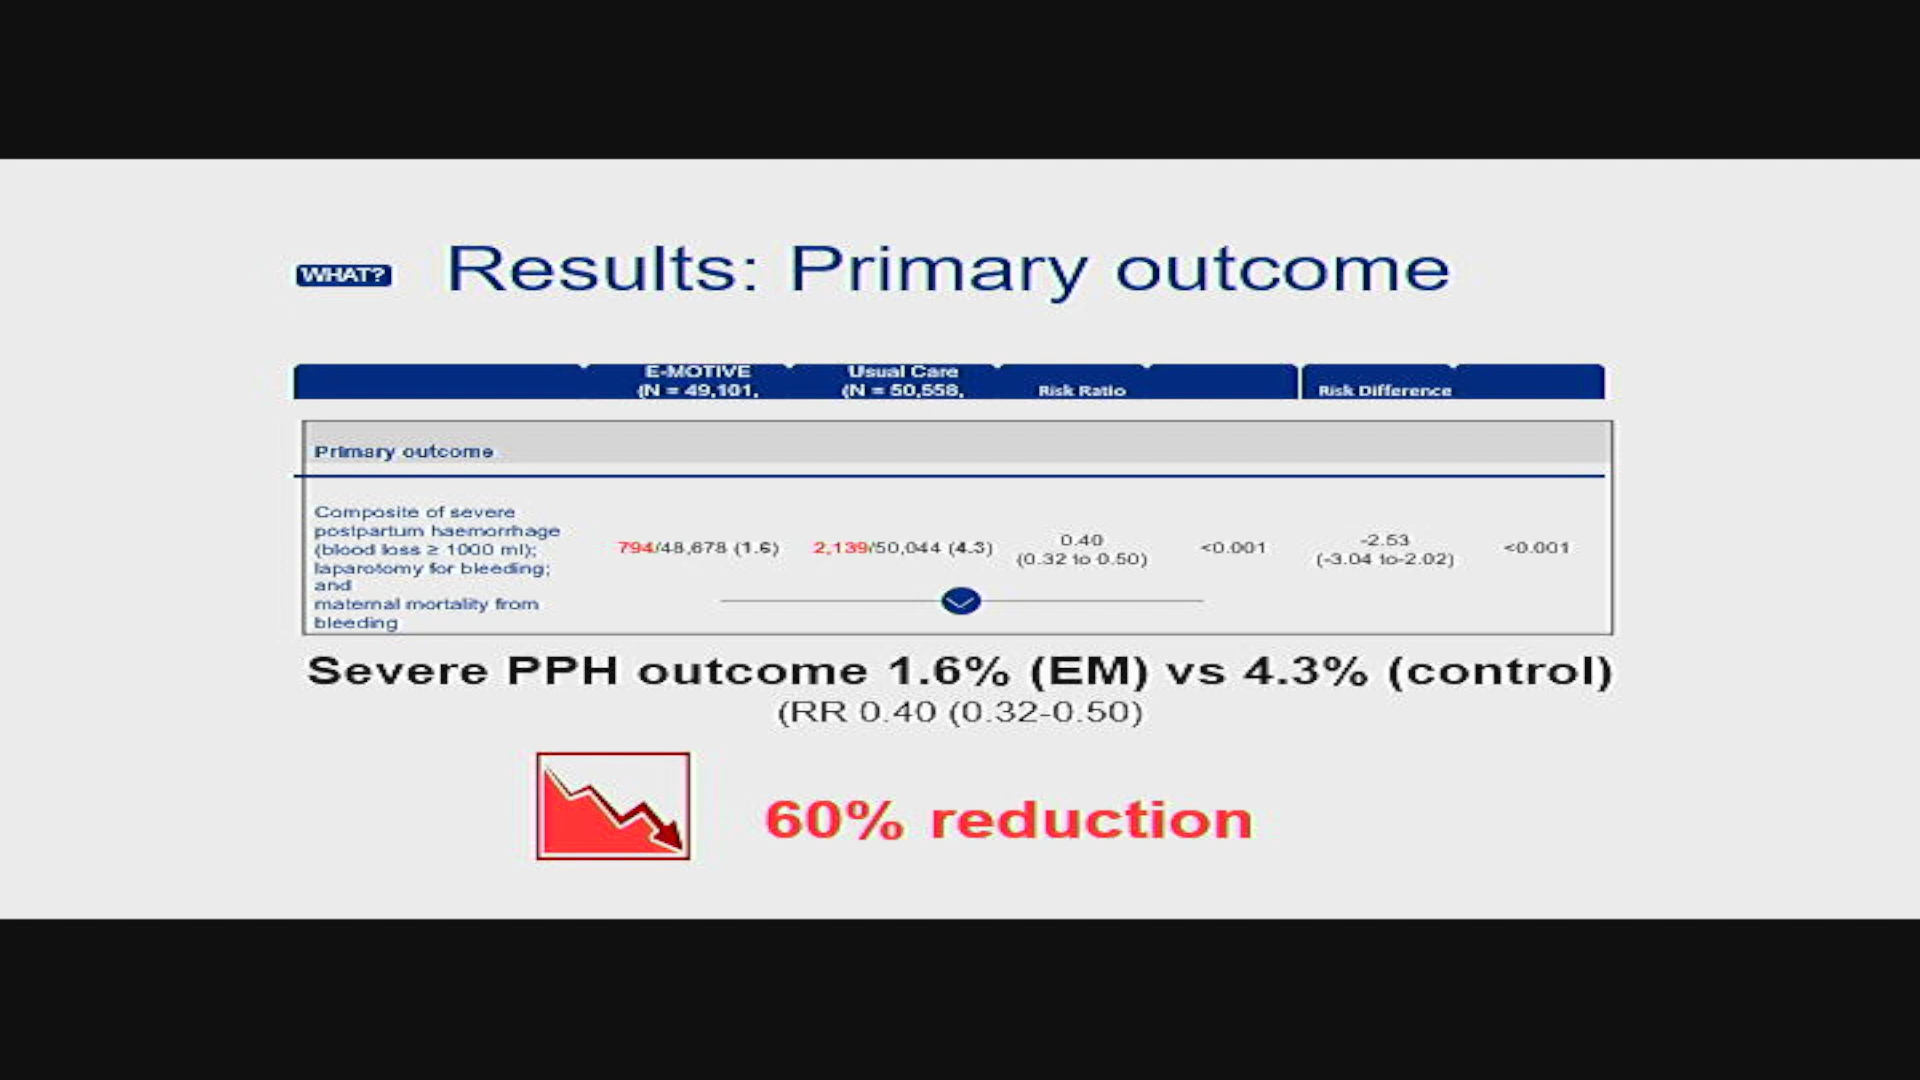 WHAT? Results: Primary outcome
E-MOTIVE Usual Care
(N = 49,101, (N = 50,558, Risk Ratio Risk Difference
Primary outcome
Composite of severe
postpartum haemorrhage
(blood loss ≥ 1000 ml);
laparotomy for bleeding;
and
maternal mortality from
bleeding
794/48,678 (1.6) 2,139/50,044 (4.3) 0.40 <0.001 -2.53 <0.001
(0.32 to 0.50) (-3.04 to-2.02)
Severe PPH outcome 1.6% (EM) vs 4.3% (control)
(RR 0.40 (0.32-0.50)
60% reduction